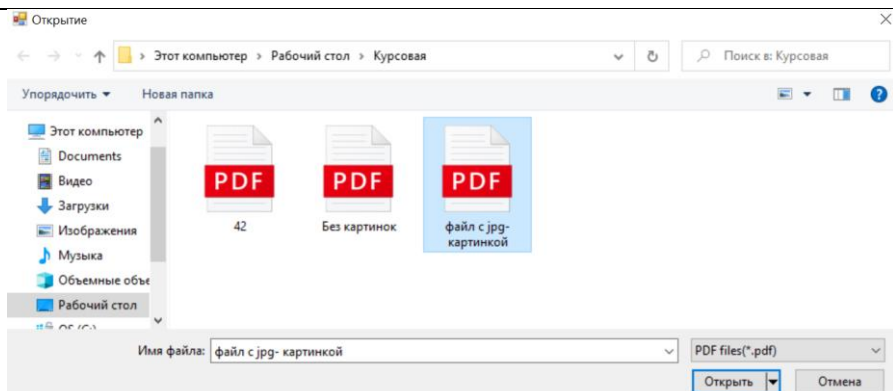 Открытие
Этот компьютер > Рабочий стол > Курсовая
Поиск в: Курсовая
Упорядочить
Новая папка
Этот компьютер
Documents
Видео
Загрузки
Изображения
Музыка
Объемные объе
Рабочий стол
PDF
42
PDF
Без картинок
PDF
файл с jpg-
картинкой
Имя файла:
файл с jpg- картинкой
PDF files(*.pdf)
Открыть
Отмена